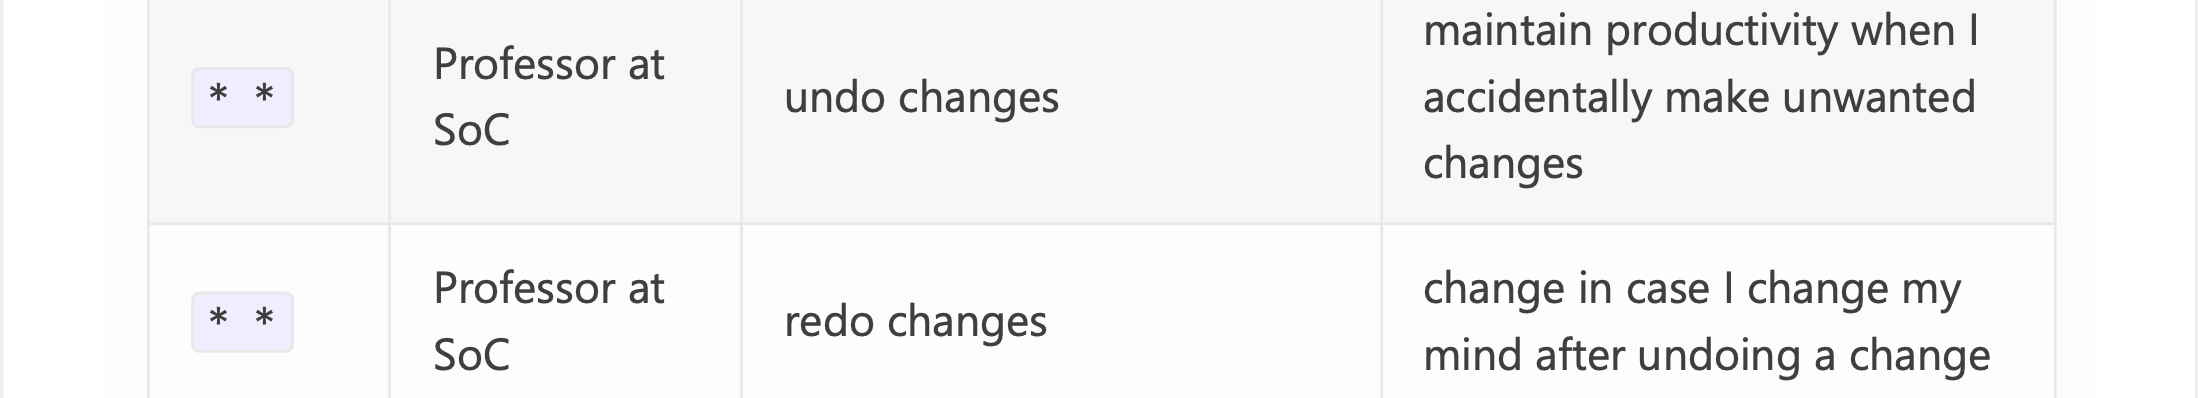 * *
Professor at
SoC
undo changes
maintain productivity when I
accidentally make unwanted
changes
* *
Professor at
SoC
redo changes
change in case I change my
mind after undoing a change